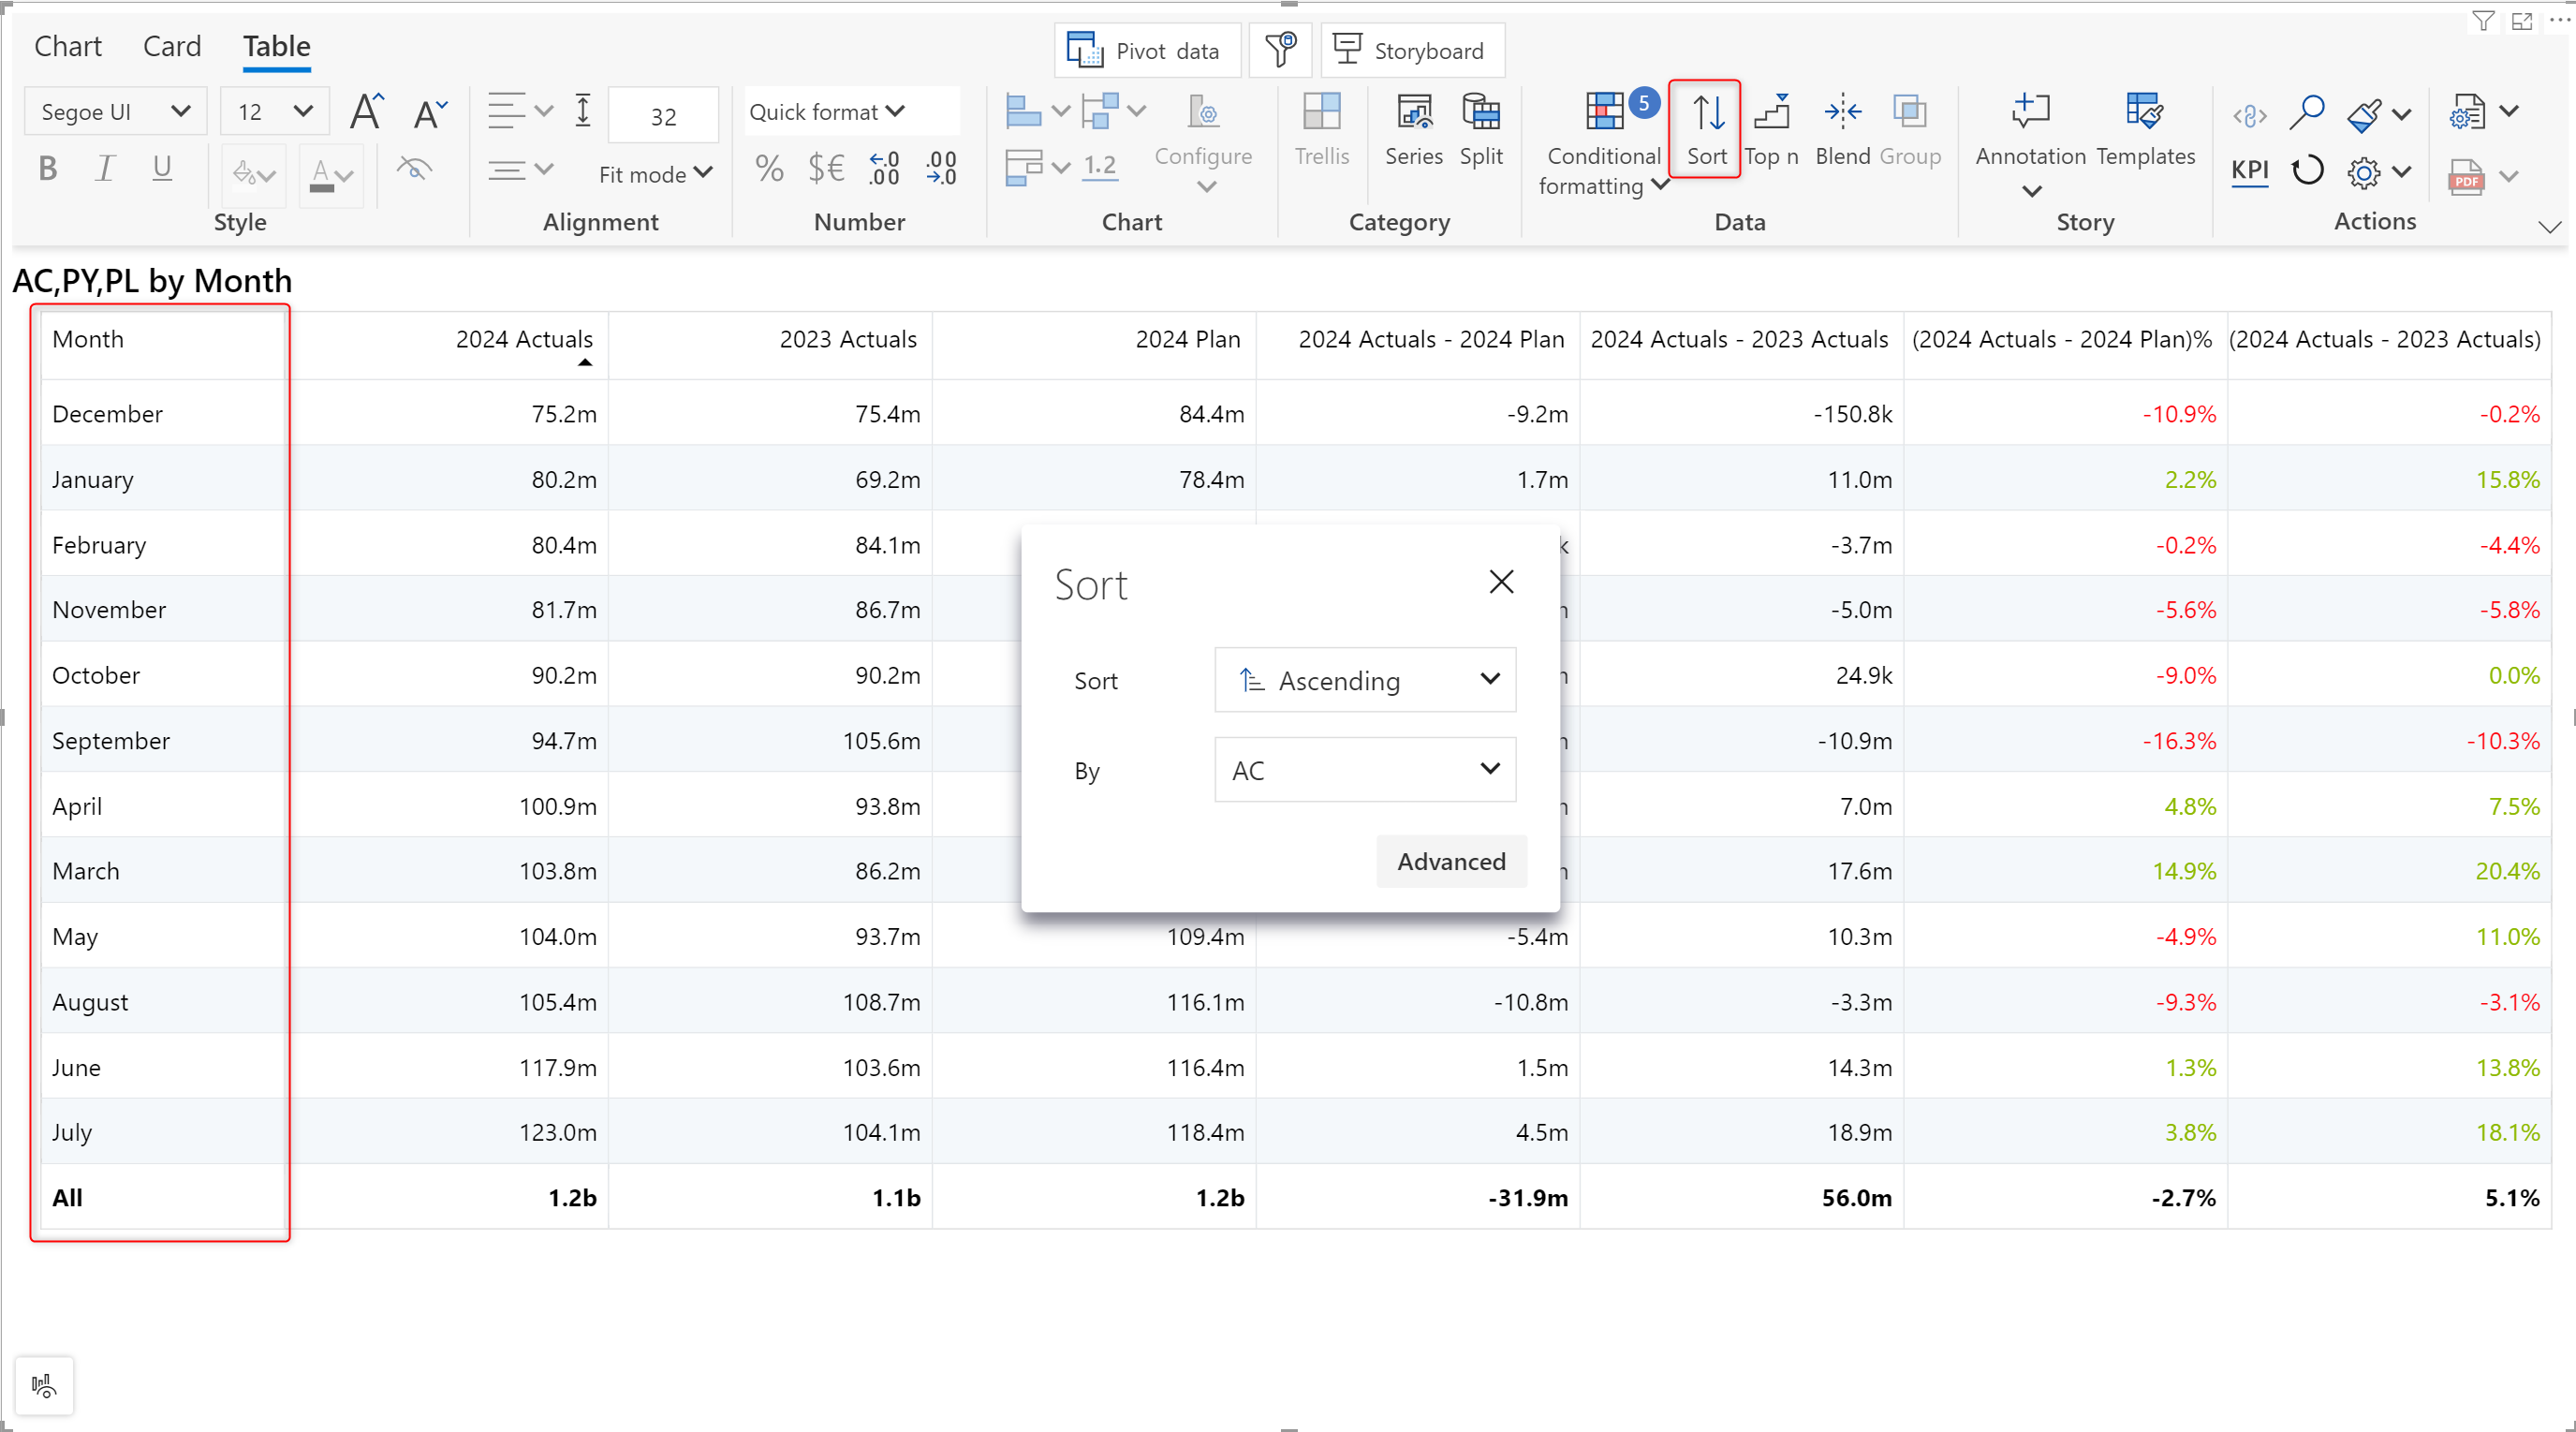 Chart Card Table
Pivot data Storyboard
Segoe UI 12 A A 32 Quick format
B I U A Fit mode % $€ .0 .00 .00 .0 1.2 Configure
Trellis Series Split Conditional formatting 5 Sort Top n Blend Group Annotation Templates KPI PDF
Style Alignment Number Chart Category Data Story Actions
AC,PY,PL by Month
Month 2024 Actuals 2023 Actuals 2024 Plan 2024 Actuals - 2024 Plan 2024 Actuals - 2023 Actuals (2024 Actuals - 2024 Plan)% (2024 Actuals - 2023 Actuals)
December 75.2m 75.4m 84.4m -9.2m -150.8k -10.9% -0.2%
January 80.2m 69.2m 78.4m 1.7m 11.0m 2.2% 15.8%
February 80.4m 84.1m k -3.7m -0.2% -4.4%
November 81.7m 86.7m -5.0m -5.6% -5.8%
October 90.2m 90.2m 24.9k -9.0% 0.0%
September 94.7m 105.6m -10.9m -16.3% -10.3%
April 100.9m 93.8m 7.0m 4.8% 7.5%
March 103.8m 86.2m 17.6m 14.9% 20.4%
May 104.0m 93.7m 109.4m -5.4m 10.3m -4.9% 11.0%
August 105.4m 108.7m 116.1m -10.8m -3.3m -9.3% -3.1%
June 117.9m 103.6m 116.4m 1.5m 14.3m 1.3% 13.8%
July 123.0m 104.1m 118.4m 4.5m 18.9m 3.8% 18.1%
All 1.2b 1.1b 1.2b -31.9m 56.0m -2.7% 5.1%
Sort
Sort Ascending
By AC
Advanced